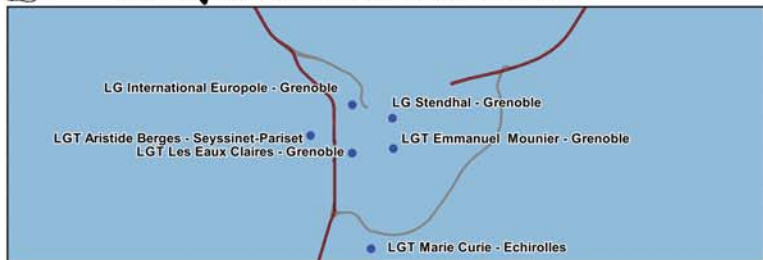 LG International Europole - Grenoble
LG Stendhal - Grenoble
LGT Aristide Berges - Seyssinet-Pariset
LGT Emmanuel Mounier - Grenoble
LGT Les Eaux Claires - Grenoble
LGT Marie Curie - Echirolles